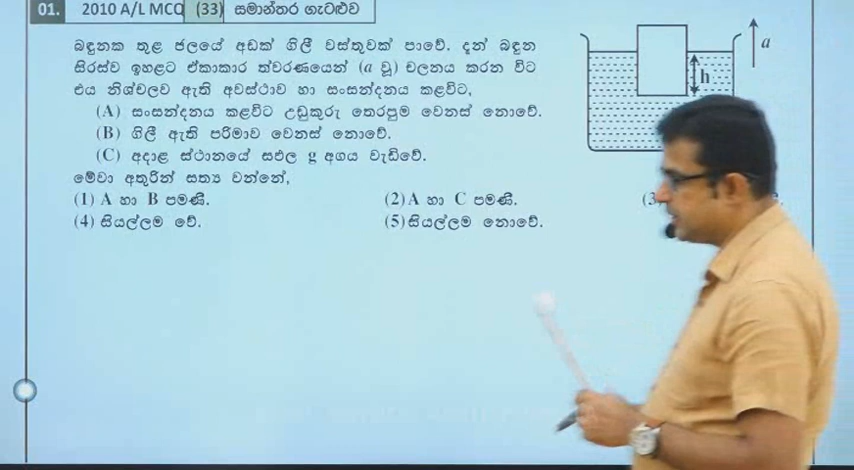 01. 2010 A/L MCQ (33) සමාන්තර ගැටළුව
බඳුනක තුළ ජලයේ අඩක් ගිලී වස්තුවක් පාවේ. දැන් බඳුන
සිරස්ව ඉහළට ඒකාකාර ත්වරණයෙන් (a වූ) චලනය කරන විට
එය නිශ්චලව ඇති අවස්ථාව හා සංසන්දනය කළවිට,
(A) සංසන්දනය කළවිට උඩුකුරු තෙරපුම වෙනස් නොවේ.
(B) ගිලී ඇති පරිමාව වෙනස් නොවේ.
(C) අදාළ ස්ථානයේ සඵල g අගය වැඩිවේ.
මේවා අතුරින් සත්‍ය වන්නේ,
(1) A හා B පමණි. (2) A හා C පමණි. (3)
(4) සියල්ලම වේ. (5) සියල්ලම නොවේ.
a
h